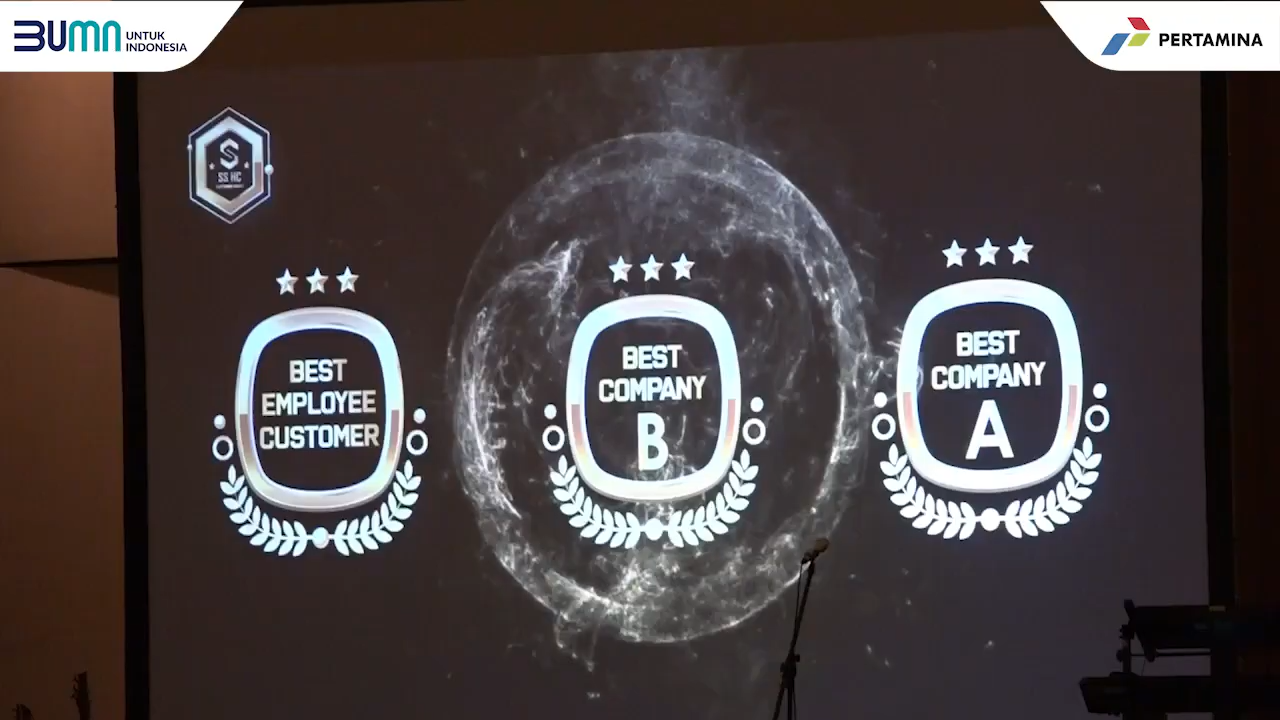 BUMN UNTUK
INDONESIA
PERTAMINA
S
SS HC
BEST
EMPLOYEE
CUSTOMER
BEST
COMPANY
B
BEST
COMPANY
A